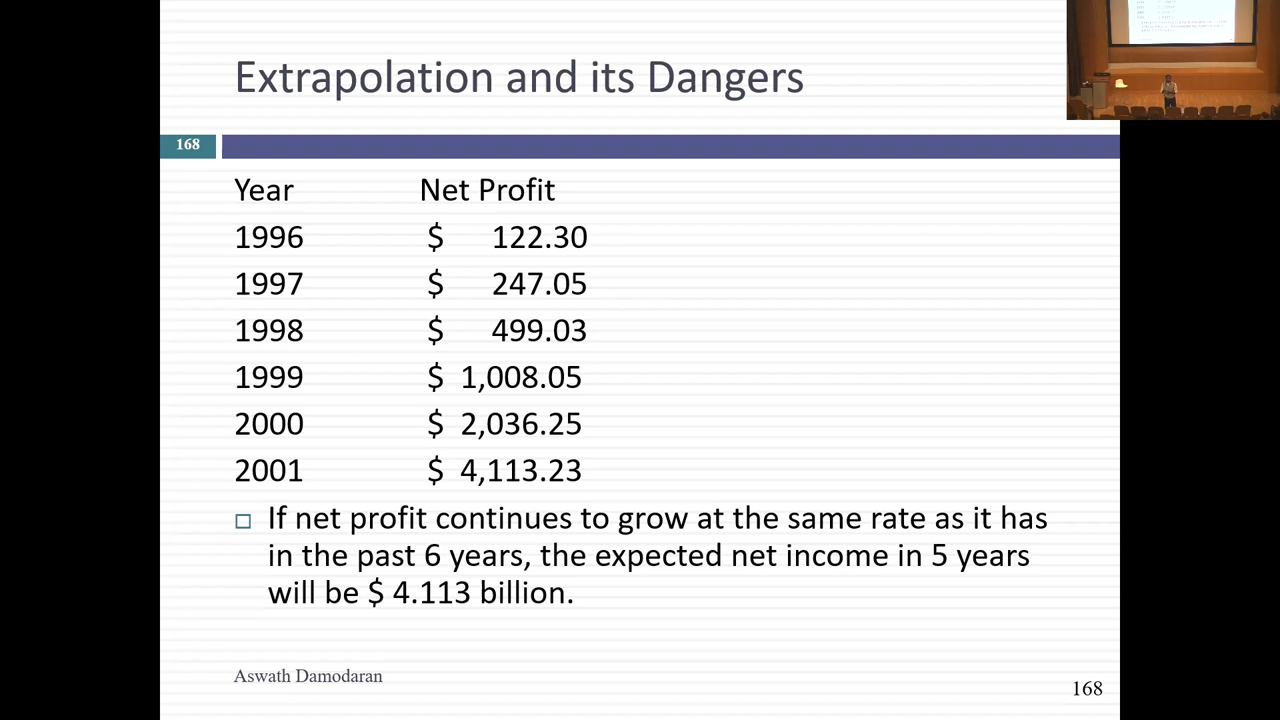 Extrapolation and its Dangers
168
Year Net Profit
1996 $ 122.30
1997 $ 247.05
1998 $ 499.03
1999 $ 1,008.05
2000 $ 2,036.25
2001 $ 4,113.23
If net profit continues to grow at the same rate as it has
in the past 6 years, the expected net income in 5 years
will be $ 4.113 billion.
Aswath Damodaran
168